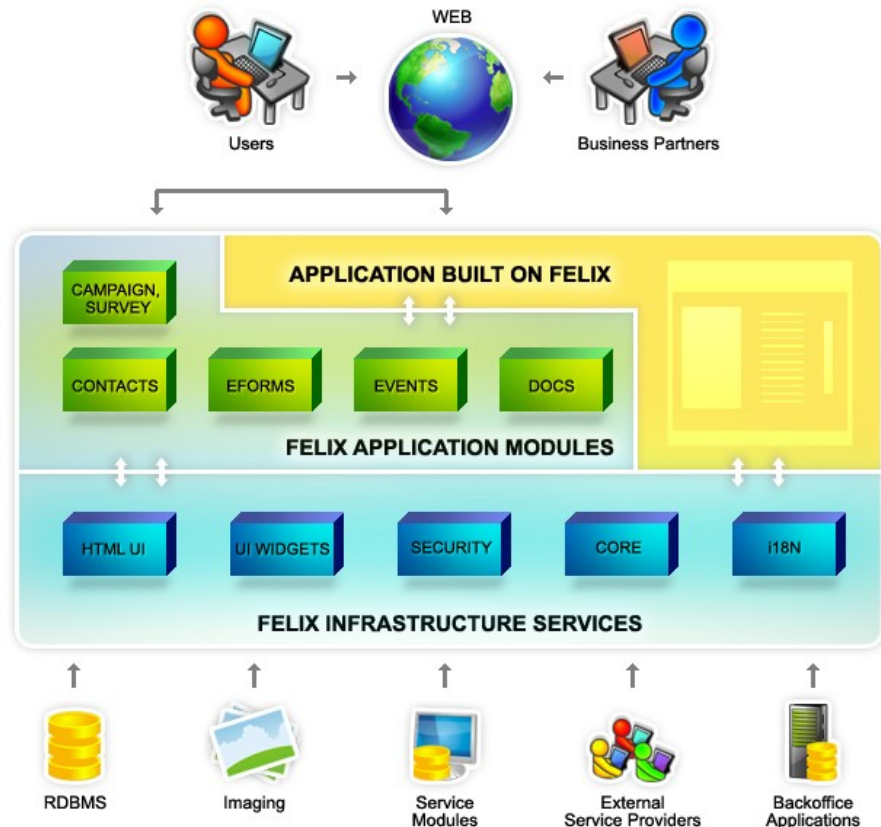 WEB
Users
Business Partners
APPLICATION BUILT ON FELIX
CAMPAIGN,
SURVEY
CONTACTS
EFORMS
EVENTS
DOCS
FELIX APPLICATION MODULES
HTML UI
UI WIDGETS
SECURITY
CORE
i18N
FELIX INFRASTRUCTURE SERVICES
RDBMS
Imaging
Service
Modules
External
Service Providers
Backoffice
Applications